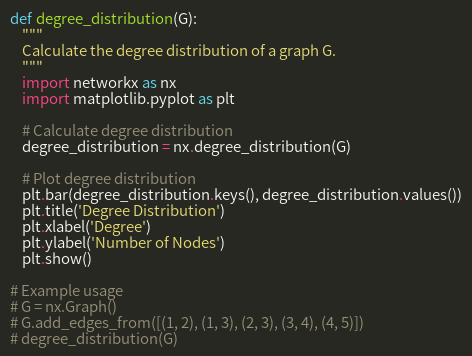 def degree_distribution(G):
    """
    Calculate the degree distribution of a graph G.
    """
    import networkx as nx
    import matplotlib.pyplot as plt

    # Calculate degree distribution
    degree_distribution = nx.degree_distribution(G)

    # Plot degree distribution
    plt.bar(degree_distribution.keys(), degree_distribution.values())
    plt.title('Degree Distribution')
    plt.xlabel('Degree')
    plt.ylabel('Number of Nodes')
    plt.show()

# Example usage
# G = nx.Graph()
# G.add_edges_from([(1, 2), (1, 3), (2, 3), (3, 4), (4, 5)])
# degree_distribution(G)